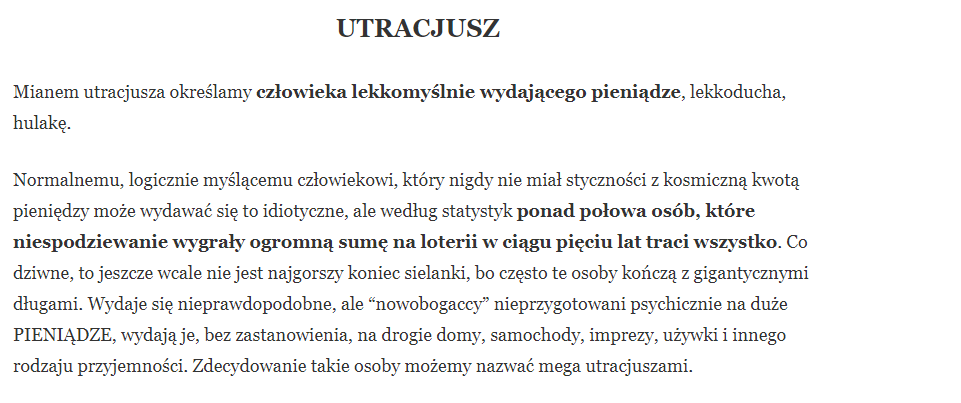 UTRACJUSZ
Mianem utracjusza określamy człowieka lekkomyślnie wydającego pieniądze, lekkoducha,
hulakę.
Normalnemu, logicznie myślącemu człowiekowi, który nigdy nie miał styczności z kosmiczną kwotą
pieniędzy może wydawać się to idiotyczne, ale według statystyk ponad połowa osób, które
niespodziewanie wygrały ogromną sumę na loterii w ciągu pięciu lat traci wszystko. Co
dziwne, to jeszcze wcale nie jest najgorszy koniec sielanki, bo często te osoby kończą z gigantycznymi
długami. Wydaje się nieprawdopodobne, ale “nowobogaccy” nieprzygotowani psychicznie na duże
PIENIĄDZE, wydają je, bez zastanowienia, na drogie domy, samochody, imprezy, używki i innego
rodzaju przyjemności. Zdecydowanie takie osoby możemy nazwać mega utracjuszami.